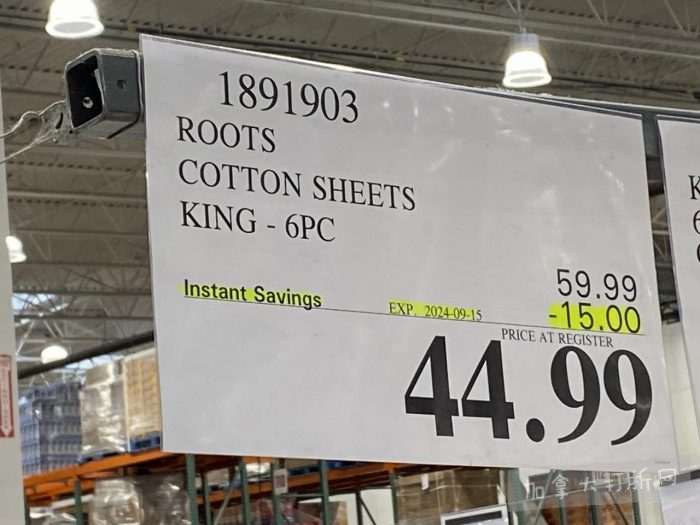 1891903
ROOTS
COTTON SHEETS
KING - 6PC
59.99
Instant Savings EXP. 2024-09-15 -15.00
PRICE AT REGISTER
44.99
K
6
加拿大打折网